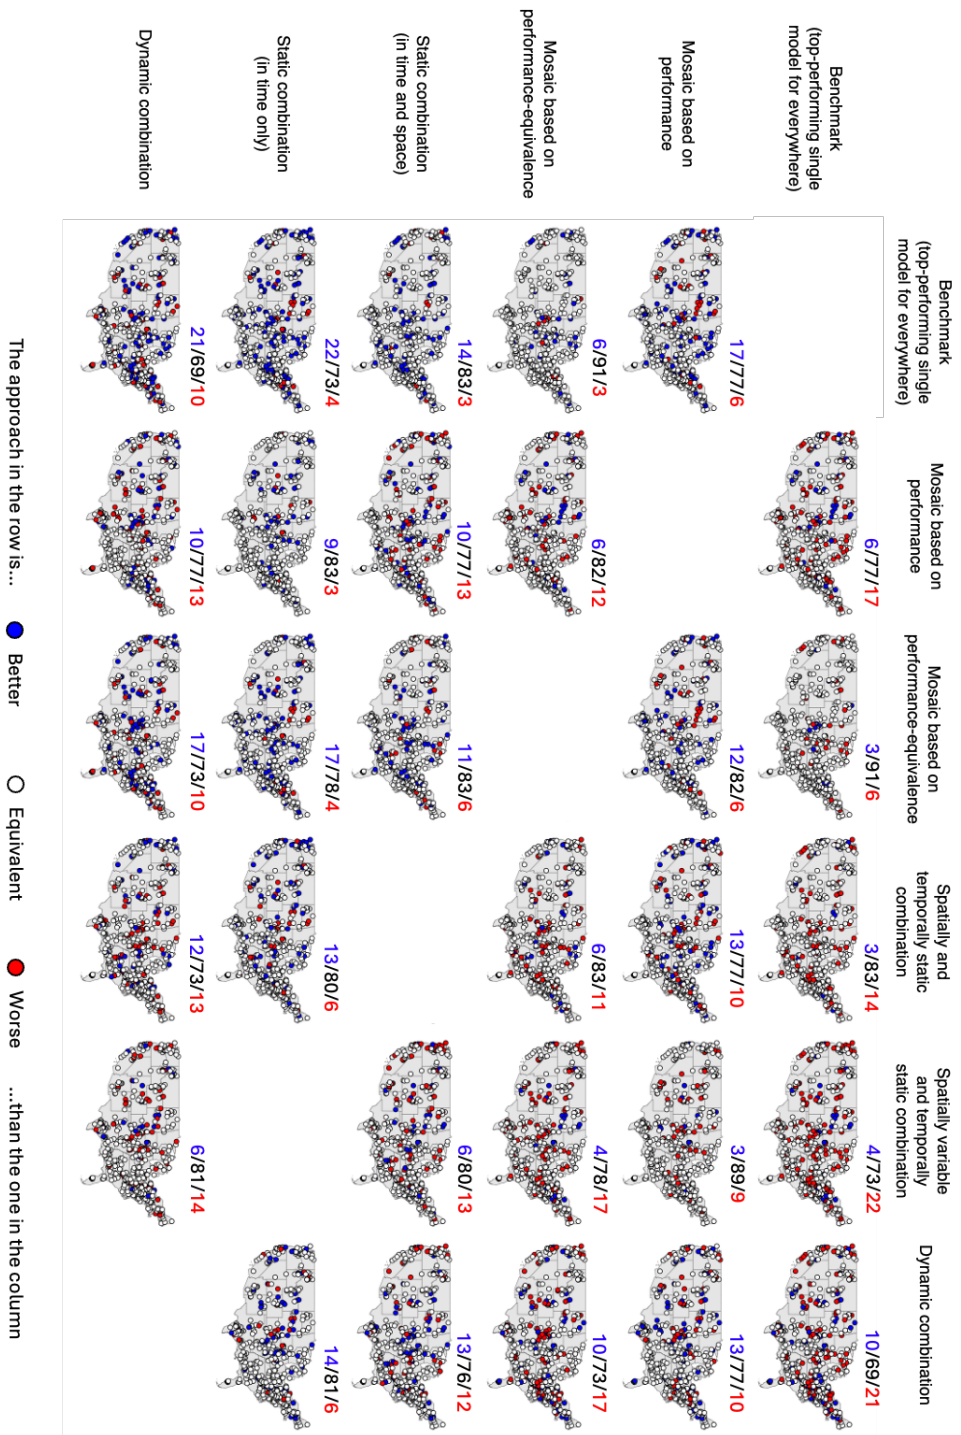 Benchmark
(top-performing single
model for everywhere)
Mosaic based on
performance
Mosaic based on
performance-equivalence
Spatially and
temporally static
combination
Spatially variable
and temporally
static combination
Dynamic combination
Benchmark
(top-performing single
model for everywhere)
6/77/17
3/91/6
3/83/14
4/73/22
10/69/21
Mosaic based on
performance
17/77/6
12/82/6
13/77/10
3/89/9
13/77/10
Mosaic based on
performance-equivalence
6/91/3
6/82/12
6/83/11
4/78/17
10/73/17
Static combination
(in time and space)
14/83/3
10/77/13
11/83/6
6/80/13
13/76/12
Static combination
(in time only)
22/73/4
9/83/3
17/78/4
13/80/6
14/81/6
Dynamic combination
21/69/10
10/77/13
17/73/10
12/73/13
6/81/14
The approach in the row is... Better Equivalent Worse ...than the one in the column